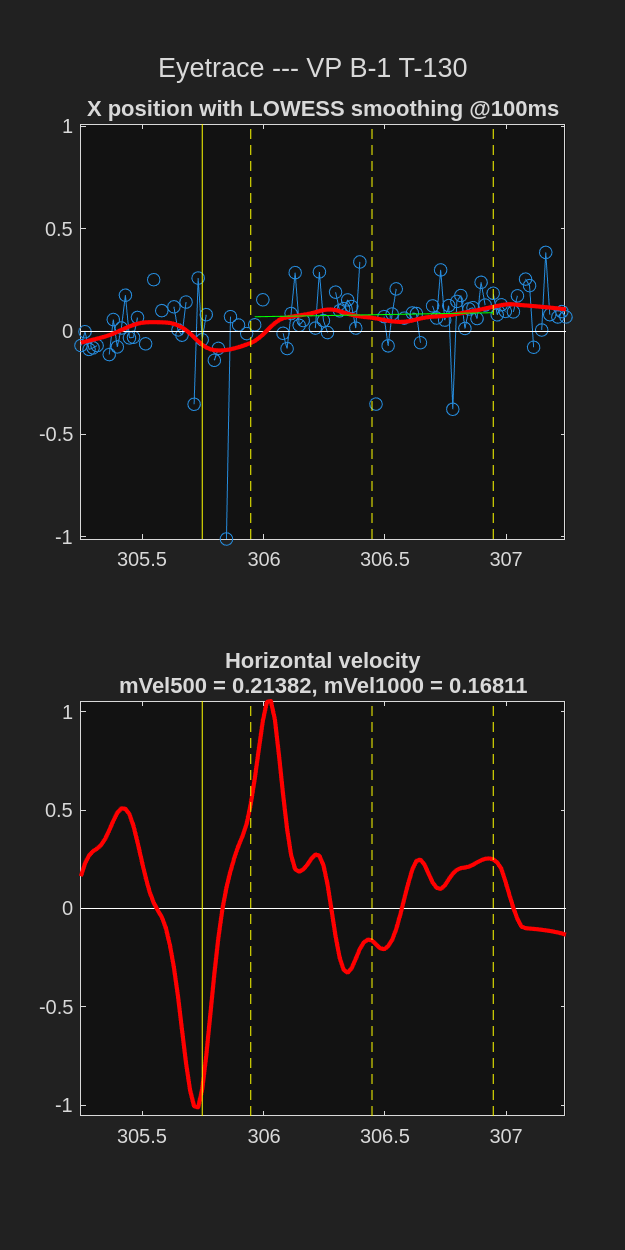 Eyetrace --- VP B-1 T-130
X position with LOWESS smoothing @100ms
1
0.5
0
-0.5
-1
305.5 306 306.5 307
Horizontal velocity
mVel500 = 0.21382, mVel1000 = 0.16811
1
0.5
0
-0.5
-1
305.5 306 306.5 307